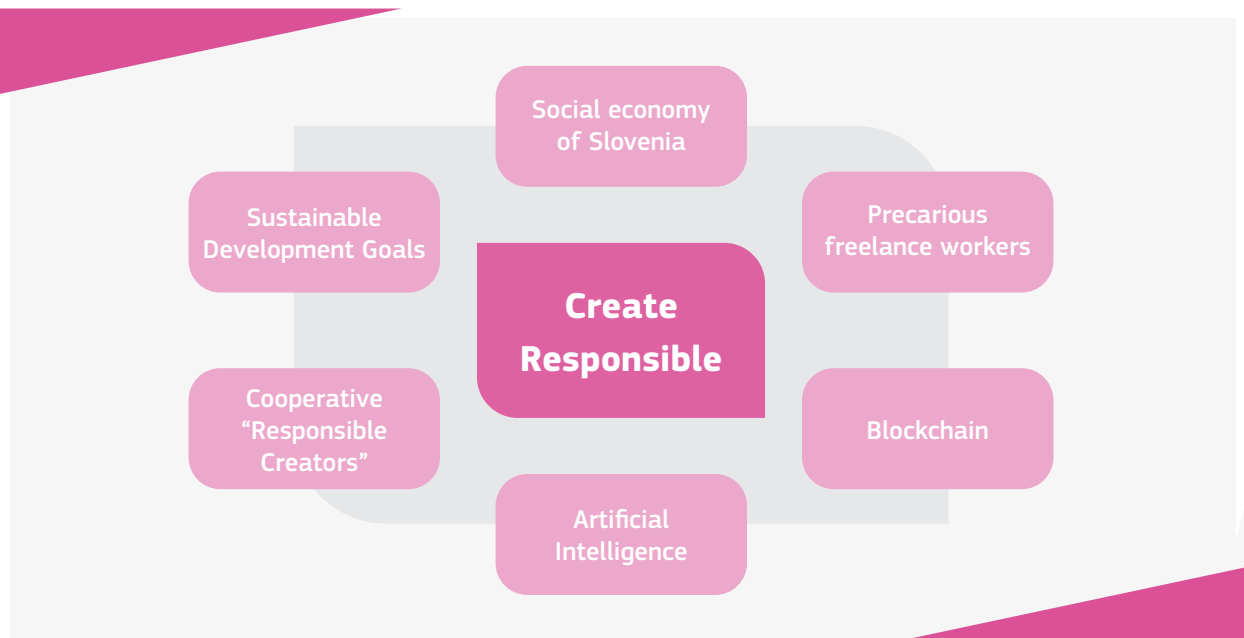 Social economy
of Slovenia
Sustainable
Development Goals
Precarious
freelance workers
Create
Responsible
Cooperative
“Responsible
Creators”
Blockchain
Artificial
Intelligence